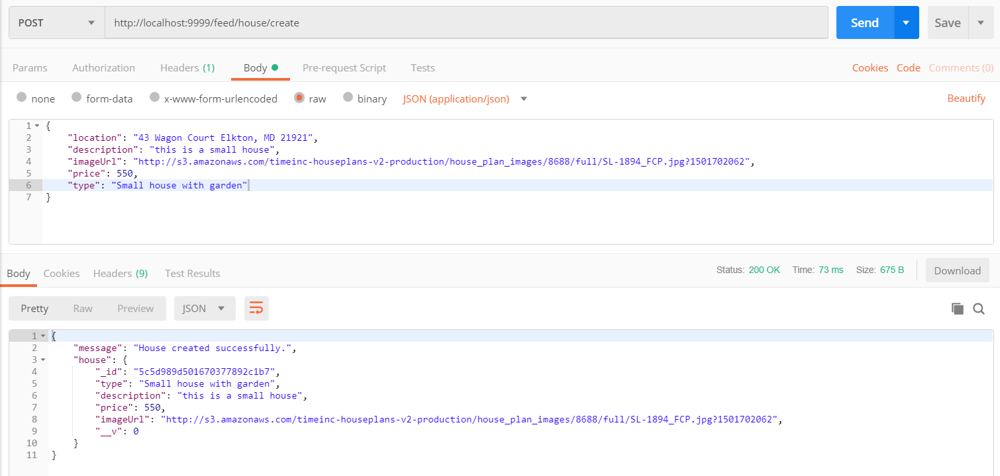 POST http://localhost:9999/feed/house/create Send Save
Params Authorization Headers (1) Body Pre-request Script Tests Cookies Code Comments (0)
none form-data x-www-form-urlencoded raw binary JSON (application/json) Beautify
1 {
2 "location": "43 Wagon Court Elkton, MD 21921",
3 "description": "this is a small house",
4 "imageUrl": "http://s3.amazonaws.com/timeinc-houseplans-v2-production/house_plan_images/8688/full/SL-1894_FCP.jpg?1501702062",
5 "price": 550,
6 "type": "Small house with garden"
7 }
Body Cookies Headers (9) Test Results Status: 200 OK Time: 73 ms Size: 675 B Download
Pretty Raw Preview JSON
1 {
2 "message": "House created successfully.",
3 "house": {
4 "_id": "5c5d989d501670377892c1b7",
5 "type": "Small house with garden",
6 "description": "this is a small house",
7 "price": 550,
8 "imageUrl": "http://s3.amazonaws.com/timeinc-houseplans-v2-production/house_plan_images/8688/full/SL-1894_FCP.jpg?1501702062",
9 "__v": 0
10 }
11 }